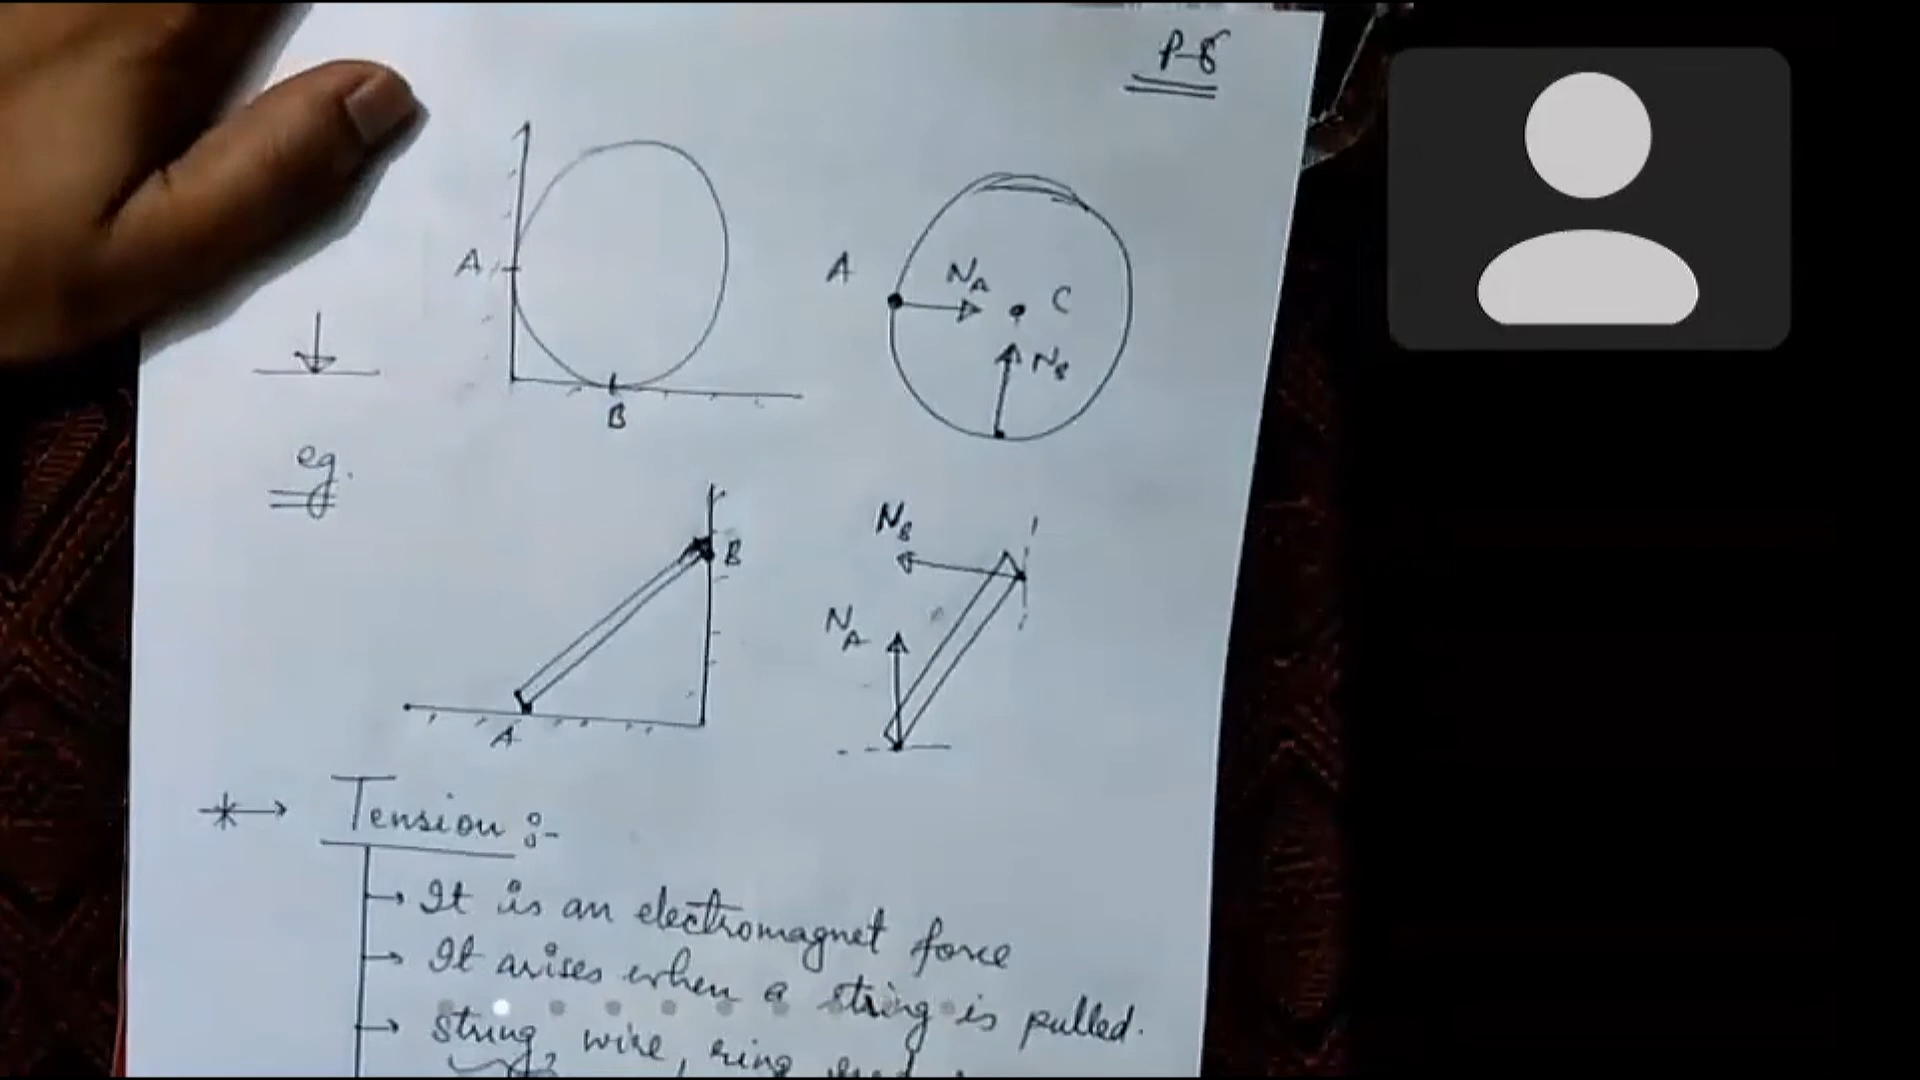 P-8
A
B
A
NA
C
NB
eg.
B
A
NB
NA
Tension :-
It is an electromagnet force
It arises when a string is pulled.
string, wire,